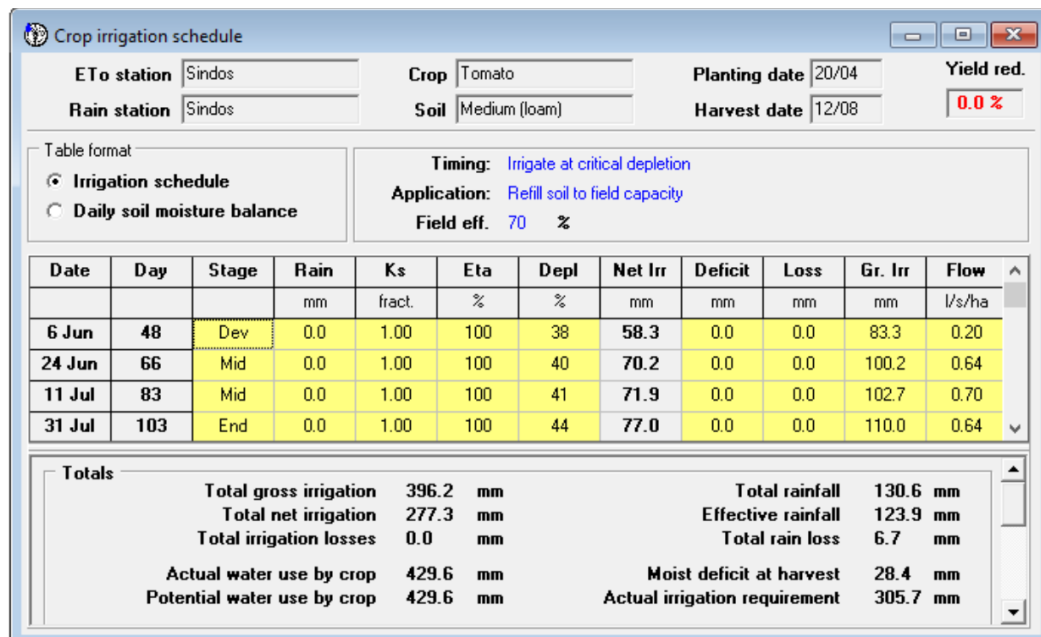 Crop irrigation schedule
ETo station Sindos Crop Tomato Planting date 20/04 Yield red.
Rain station Sindos Soil Medium (loam) Harvest date 12/08 0.0 %
Table format
Irrigation schedule
Daily soil moisture balance
Timing: Irrigate at critical depletion
Application: Refill soil to field capacity
Field eff. 70 %
Date Day Stage Rain Ks Eta Depl Net Irr Deficit Loss Gr. Irr Flow
mm fract. % % mm mm mm mm l/s/ha
6 Jun 48 Dev 0.0 1.00 100 38 58.3 0.0 0.0 83.3 0.20
24 Jun 66 Mid 0.0 1.00 100 40 70.2 0.0 0.0 100.2 0.64
11 Jul 83 Mid 0.0 1.00 100 41 71.9 0.0 0.0 102.7 0.70
31 Jul 103 End 0.0 1.00 100 44 77.0 0.0 0.0 110.0 0.64
Totals
Total gross irrigation 396.2 mm Total rainfall 130.6 mm
Total net irrigation 277.3 mm Effective rainfall 123.9 mm
Total irrigation losses 0.0 mm Total rain loss 6.7 mm
Actual water use by crop 429.6 mm Moist deficit at harvest 28.4 mm
Potential water use by crop 429.6 mm Actual irrigation requirement 305.7 mm